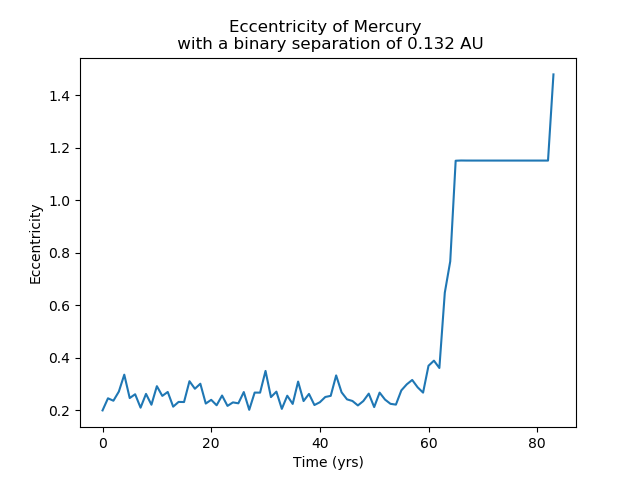 Eccentricity of Mercury
with a binary separation of 0.132 AU
1.4
1.2
1.0
0.8
0.6
0.4
0.2
Eccentricity
0 20 40 60 80
Time (yrs)